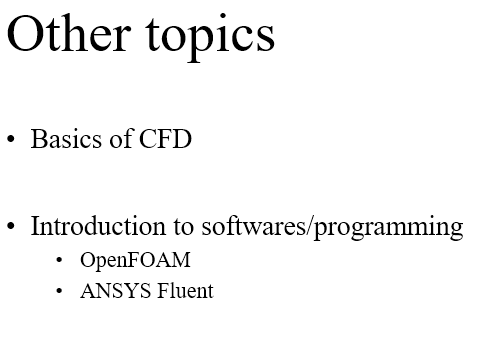 Other topics
• Basics of CFD
• Introduction to softwares/programming
• OpenFOAM
• ANSYS Fluent